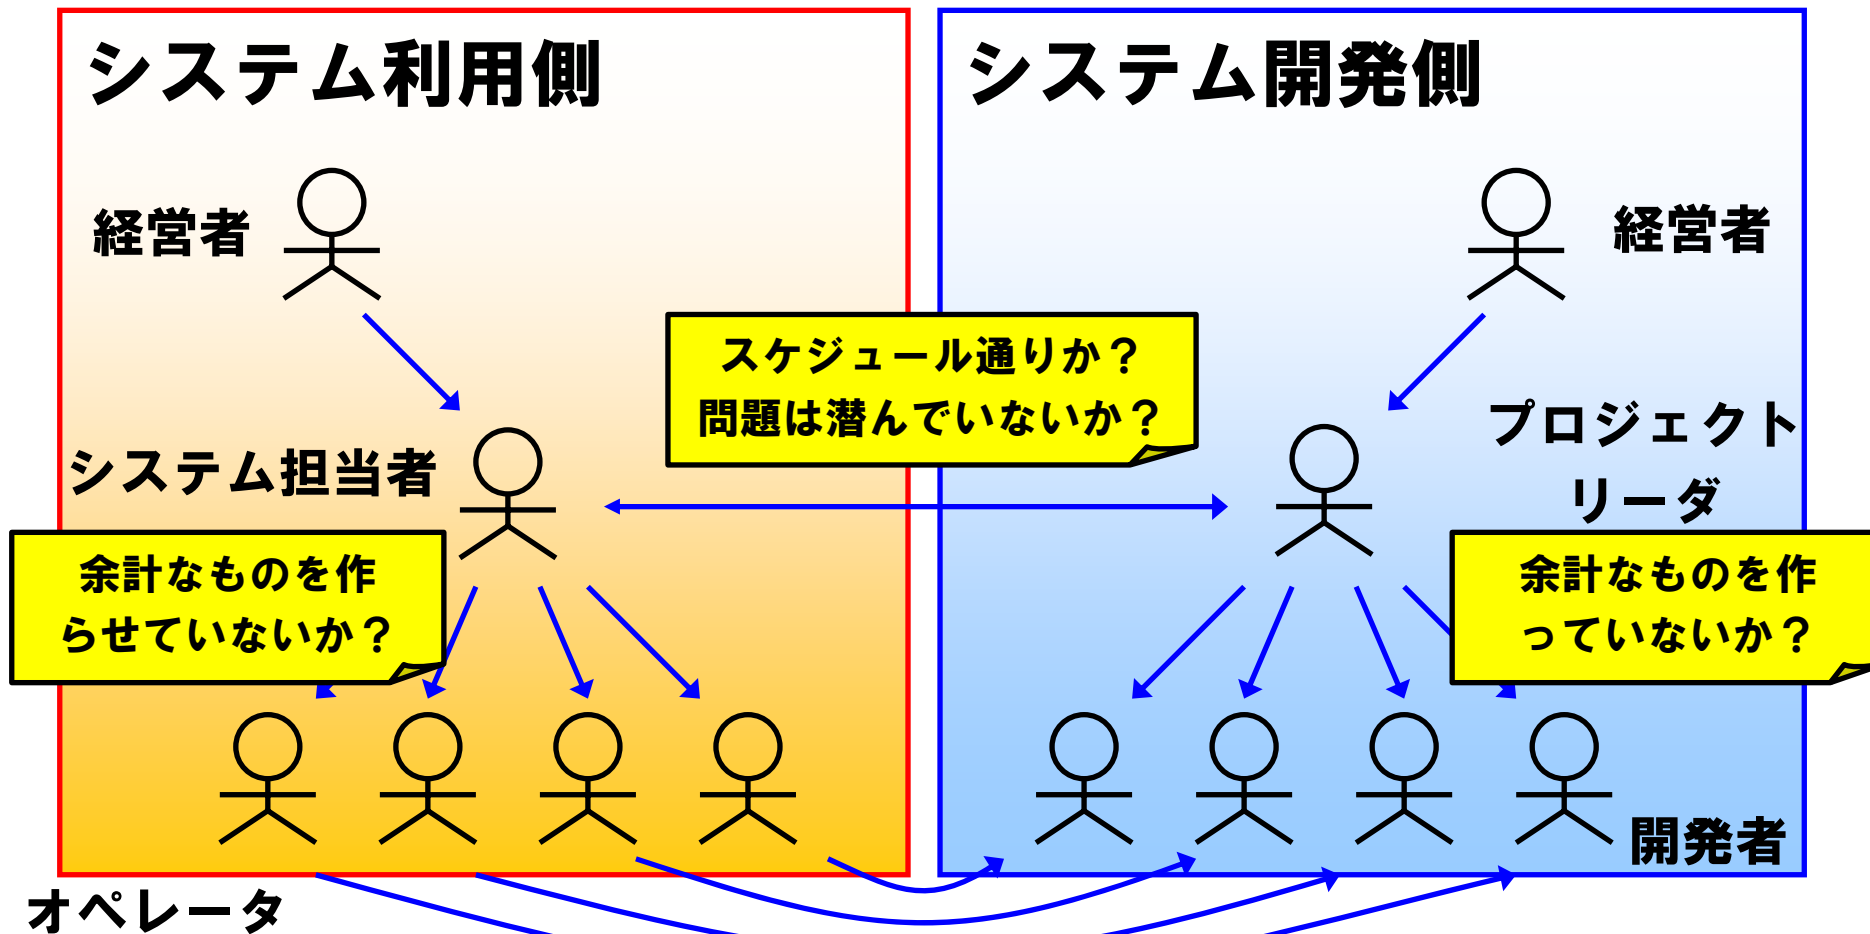 システム利用側
システム開発側
経営者
経営者
スケジュール通りか？
問題は潜んでいないか？
システム担当者
プロジェクト
リーダ
余計なものを作
らせていないか？
余計なものを作
っていないか？
開発者
オペレータ